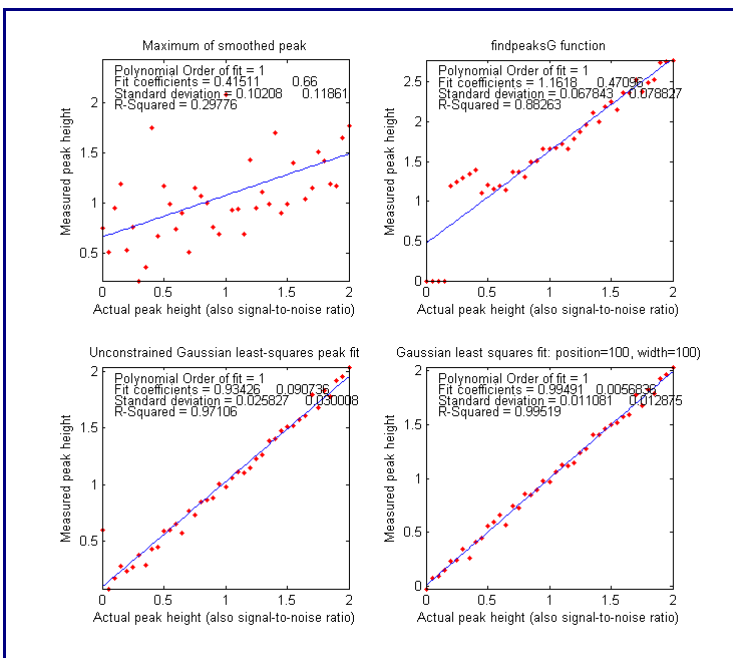 Maximum of smoothed peak
Polynomial Order of fit = 1
Fit coefficients = 0.41511 0.66
Standard deviation = 0.10208 0.11861
R-Squared = 0.29776
2
1.5
1
0.5
Measured peak height
0 0.5 1 1.5 2
Actual peak height (also signal-to-noise ratio)
findpeaksG function
Polynomial Order of fit = 1
Fit coefficients = 1.1618 0.47096
Standard deviation = 0.067843 0.078827
R-Squared = 0.88263
2.5
2
1.5
1
0.5
0
Measured peak height
0 0.5 1 1.5 2
Actual peak height (also signal-to-noise ratio)
Unconstrained Gaussian least-squares peak fit
Polynomial Order of fit = 1
Fit coefficients = 0.93426 0.090736
Standard deviation = 0.025827 0.030008
R-Squared = 0.97106
2
1.5
1
0.5
Measured peak height
0 0.5 1 1.5 2
Actual peak height (also signal-to-noise ratio)
Gaussian least squares fit: position=100, width=100)
Polynomial Order of fit = 1
Fit coefficients = 0.99491 0.0056836
Standard deviation = 0.011081 0.012875
R-Squared = 0.99519
2
1.5
1
0.5
0
Measured peak height
0 0.5 1 1.5 2
Actual peak height (also signal-to-noise ratio)